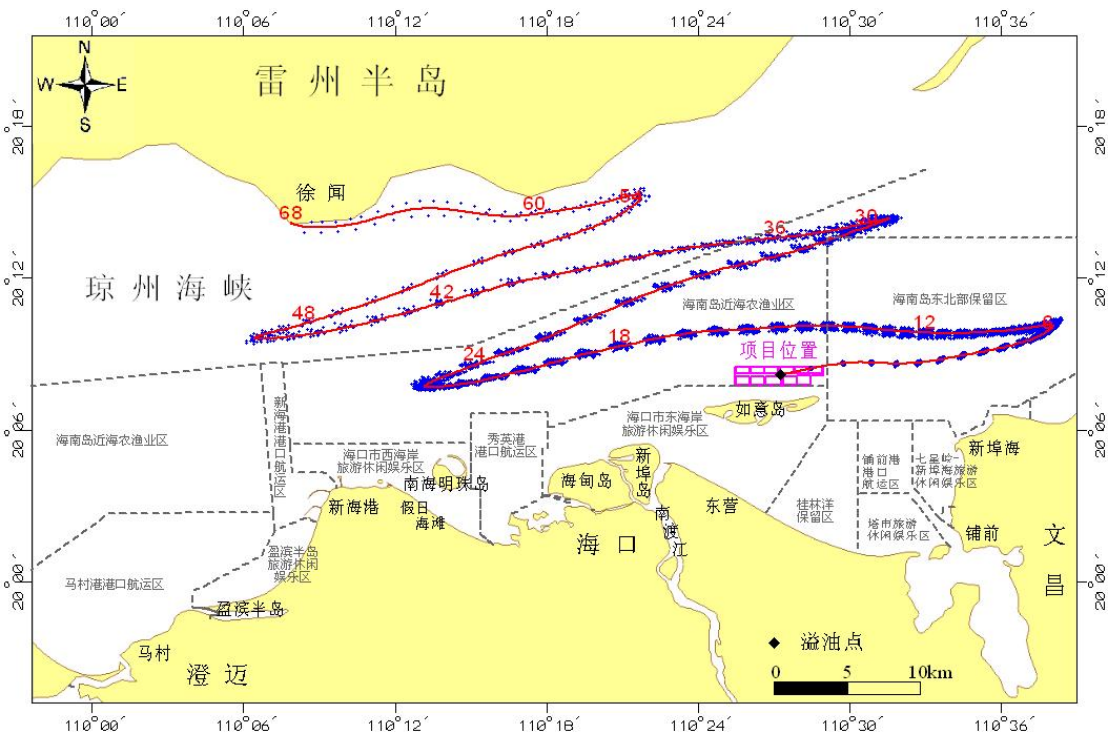 110°00′ 110°06′ 110°12′ 110°18′ 110°24′ 110°30′ 110°36′
N
W E
S
雷州半岛
20°18′
20°18′
徐闻
68
60
36
30
琼州海峡
20°12′
20°12′
48
42
海南岛近海农渔业区
海南岛东北部保留区
24
18
12
项目位置
如意岛
20°06′
20°06′
海南岛近海农渔业区
新海港港口航运区
海口市西海岸
旅游休闲娱乐区
秀英港
港口航运区
海口市东海岸
旅游休闲娱乐区
南海明珠岛
新海港
假日
海滩
海甸岛
新埠岛
南渡江
东营
桂林洋
保留区
铺前港
港口
航运区
七星岭-
新埠海旅游
休闲娱乐区
塔市旅游
休闲娱乐区
新埠海
铺前
文昌
海口
盈滨半岛
旅游休闲
娱乐区
马村港港口航运区
20°00′
20°00′
盈滨半岛
马村
澄迈
溢油点
0 5 10km
110°00′ 110°06′ 110°12′ 110°18′ 110°24′ 110°30′ 110°36′